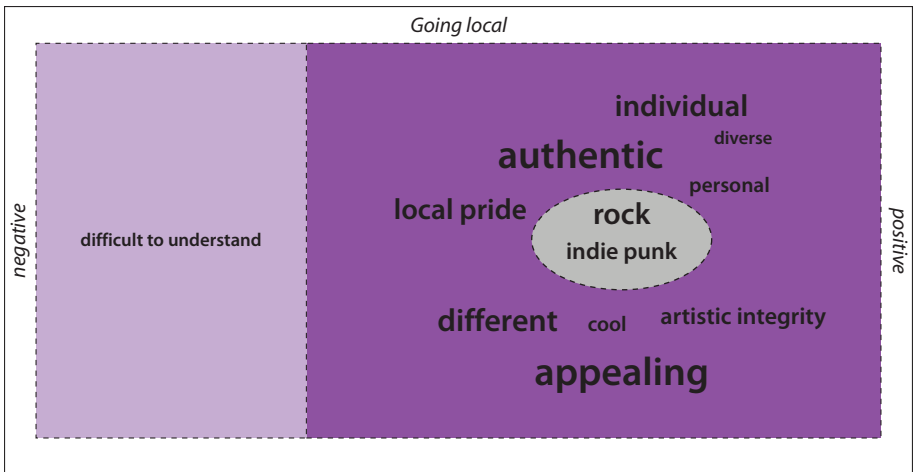 Going local
negative
difficult to understand
individual
diverse
authentic
personal
local pride
rock
indie punk
different
cool
artistic integrity
appealing
positive